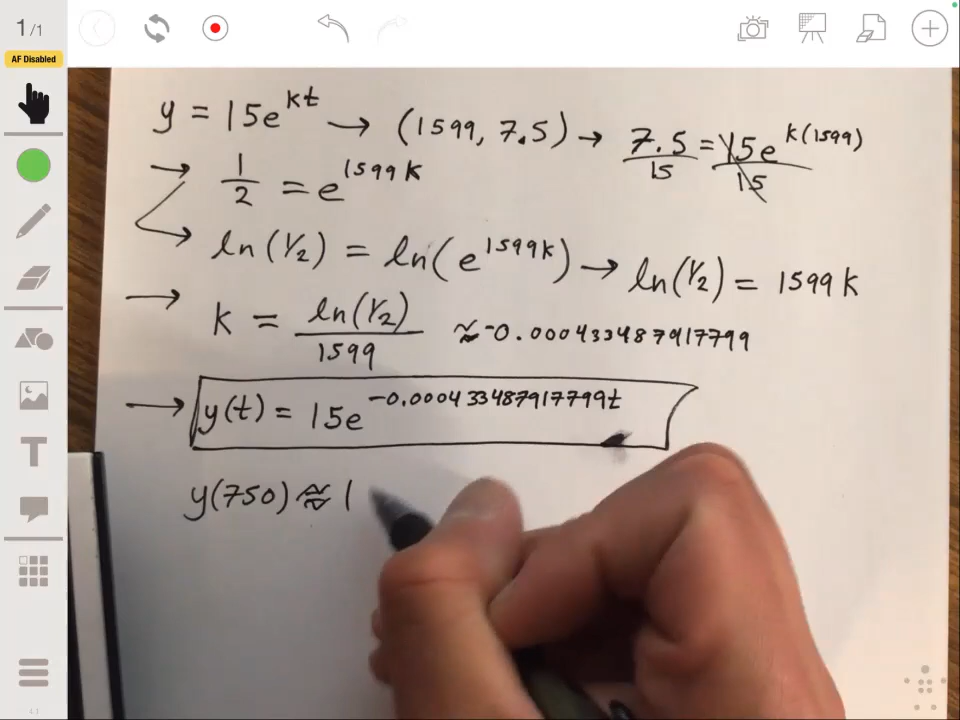 1/1
AF Disabled
y = 15e^{kt} → (1599, 7.5) → 7.5/15 = 15e^{k(1599)}/15
→ 1/2 = e^{1599k}
→ ln(1/2) = ln(e^{1599k}) → ln(1/2) = 1599k
→ k = ln(1/2)/1599 ≈ -0.000433487917799
→ y(t) = 15e^{-0.000433487917799t}
y(750) ≈ 1
T